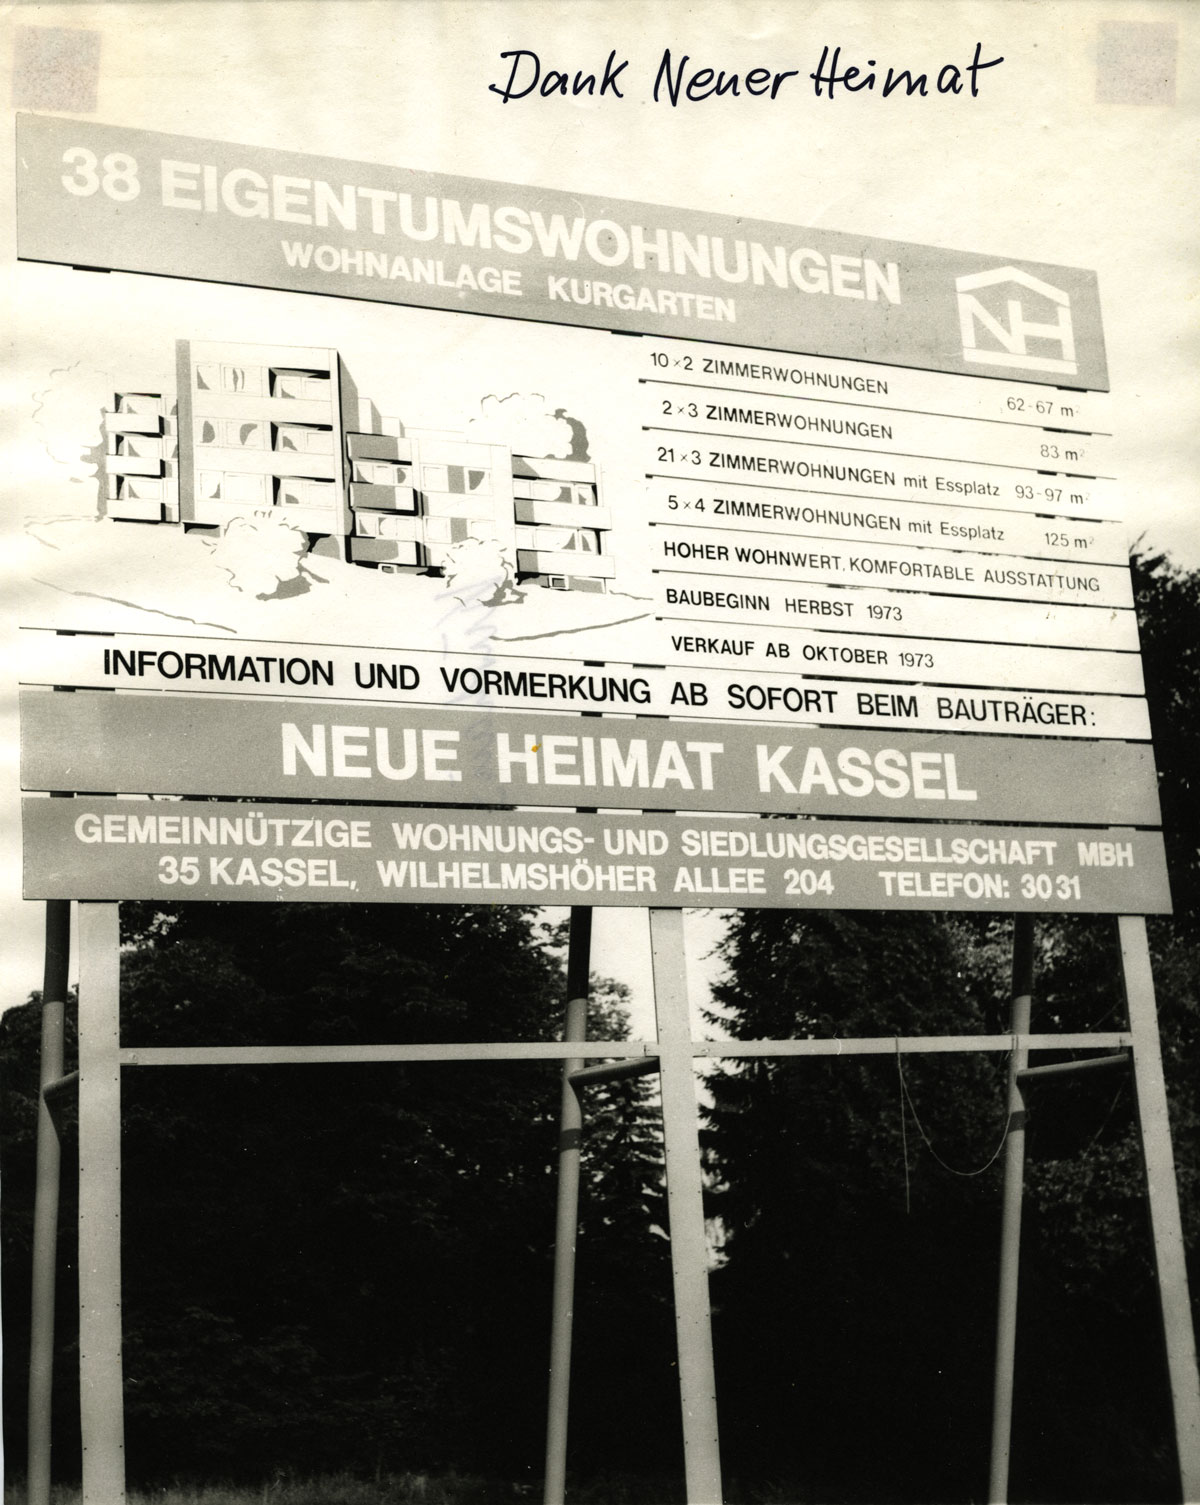 Dank Neuer Heimat
38 EIGENTUMSWOHNUNGEN
WOHNANLAGE KURGARTEN
NH
10 × 2 ZIMMERWOHNUNGEN 62-67 m²
2 × 3 ZIMMERWOHNUNGEN 83 m²
21 × 3 ZIMMERWOHNUNGEN mit Essplatz 93-97 m²
5 × 4 ZIMMERWOHNUNGEN mit Essplatz 125 m²
HOHER WOHNWERT, KOMFORTABLE AUSSTATTUNG
BAUBEGINN HERBST 1973
VERKAUF AB OKTOBER 1973
INFORMATION UND VORMERKUNG AB SOFORT BEIM BAUTRÄGER:
NEUE HEIMAT KASSEL
GEMEINNÜTZIGE WOHNUNGS- UND SIEDLUNGSGESELLSCHAFT MBH
35 KASSEL, WILHELMSHÖHER ALLEE 204 TELEFON: 30 31